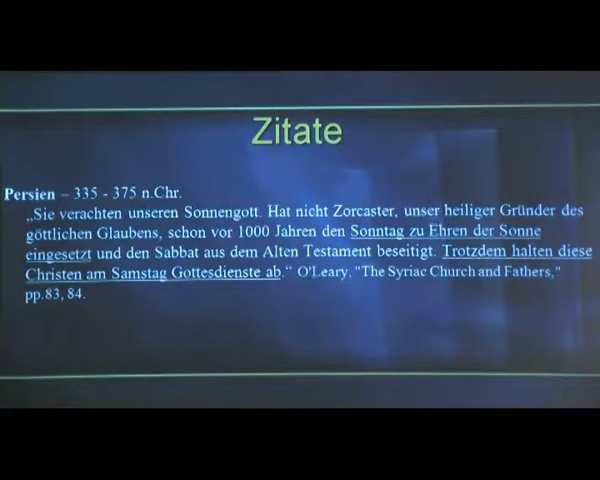 Zitate
Persien – 335 - 375 n.Chr.
„Sie verachten unseren Sonnengott. Hat nicht Zorcaster, unser heiliger Gründer des
göttlichen Glaubens, schon vor 1000 Jahren den Sonntag zu Ehren der Sonne
eingesetzt und den Sabbat aus dem Alten Testament beseitigt. Trotzdem halten diese
Christen am Samstag Gottesdienste ab.“ O'Leary, "The Syriac Church and Fathers,"
pp.83, 84.